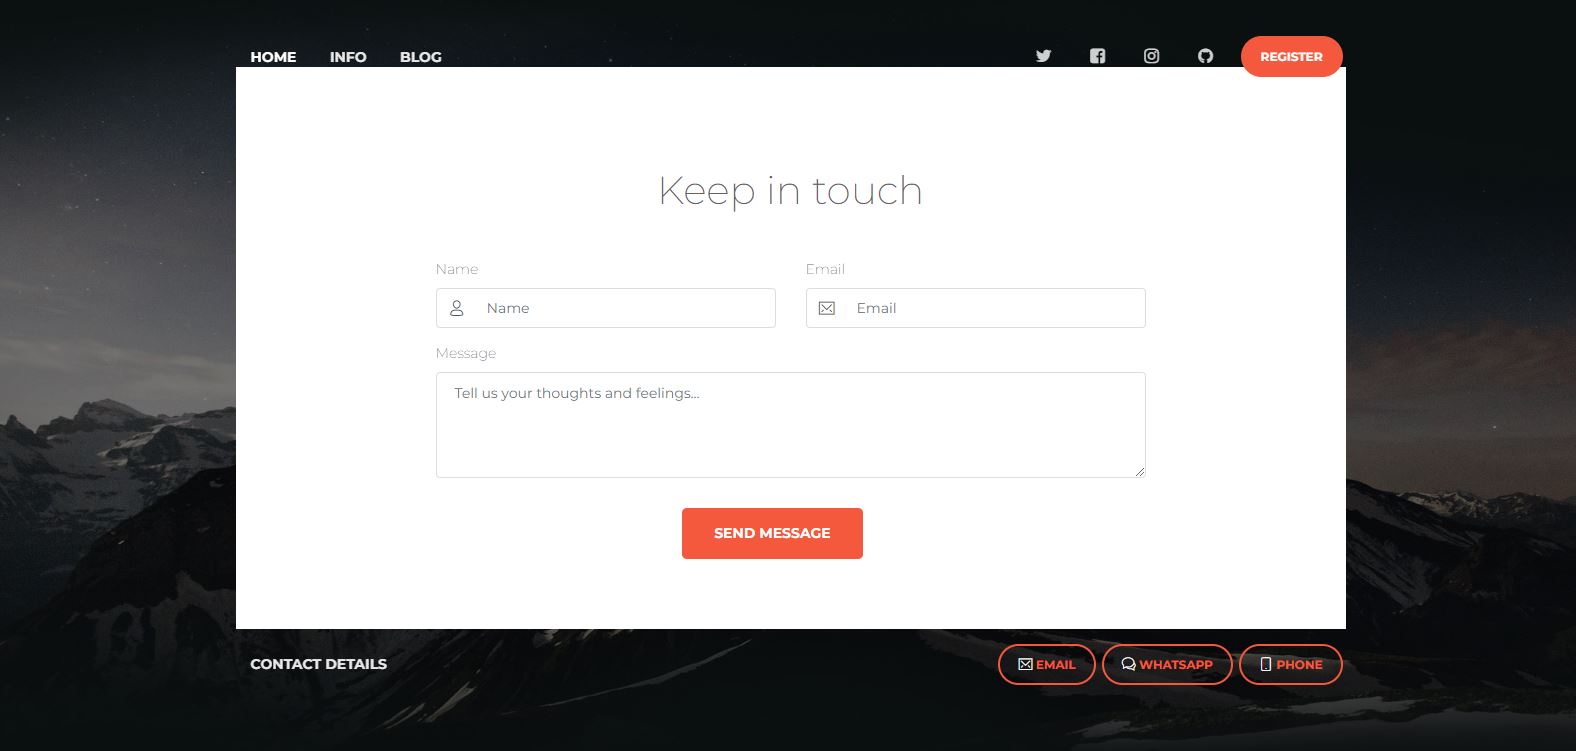 HOME INFO BLOG REGISTER
Keep in touch
Name Email
Name Email
Message
Tell us your thoughts and feelings...
SEND MESSAGE
CONTACT DETAILS EMAIL WHATSAPP PHONE